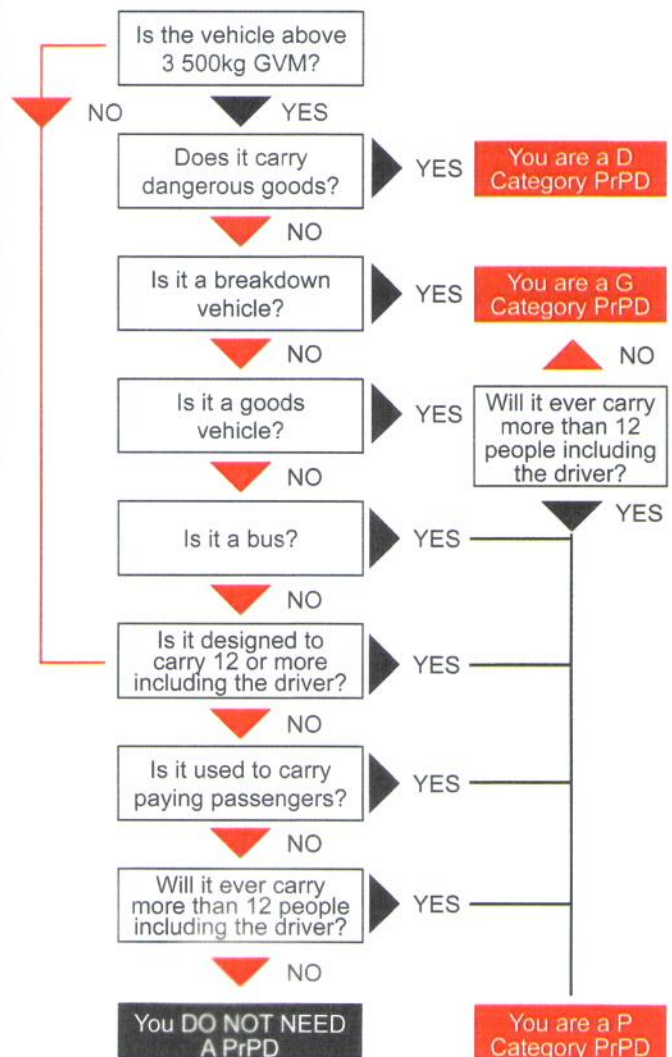 Is the vehicle above
3 500kg GVM?
NO
YES
Does it carry
dangerous goods?
YES
You are a D
Category PrPD
NO
Is it a breakdown
vehicle?
YES
You are a G
Category PrPD
NO
NO
Is it a goods
vehicle?
YES
Will it ever carry
more than 12
people including
the driver?
NO
YES
Is it a bus?
YES
NO
Is it designed to
carry 12 or more
including the driver?
YES
NO
Is it used to carry
paying passengers?
YES
NO
Will it ever carry
more than 12 people
including the driver?
YES
NO
You DO NOT NEED
A PrPD
You are a P
Category PrPD